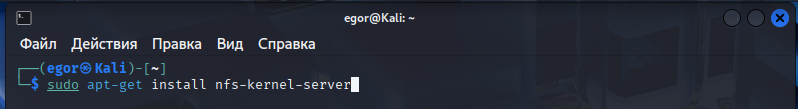 egor@Kali: ~
Файл Действия Правка Вид Справка
┌──(egor㉿Kali)-[~]
└─$ sudo apt-get install nfs-kernel-server